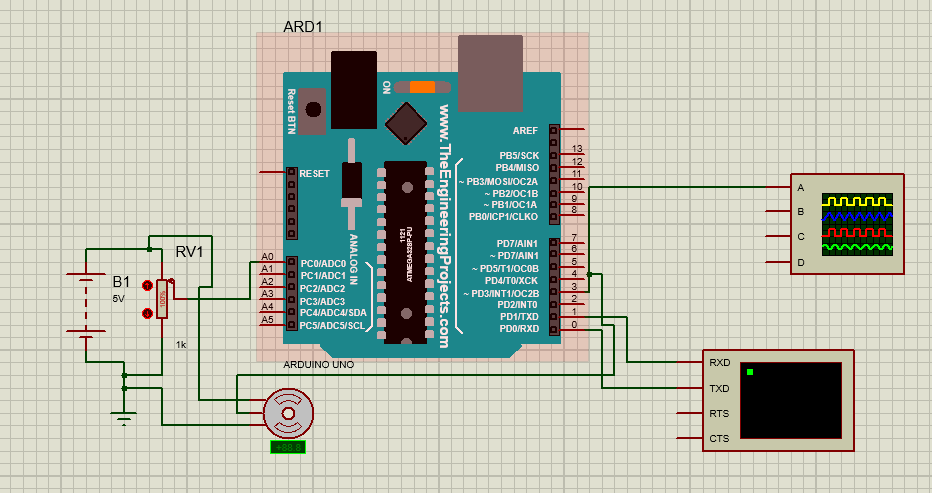 ARD1
ON
Reset BTN
www.TheEngineeringProjects.com
AREF
13
PB5/SCK
12
PB4/MISO
11
~ PB3/MOSI/OC2A
10
~ PB2/OC1B
9
~ PB1/OC1A
8
PB0/ICP1/CLKO
RESET
1121
ATMEGA328P-PU
ANALOG IN
7
PD7/AIN1
6
~ PD7/AIN1
5
~ PD5/T1/OC0B
4
PD4/T0/XCK
3
~ PD3/INT1/OC2B
2
PD2/INT0
1
PD1/TXD
0
PD0/RXD
A0
PC0/ADC0
A1
PC1/ADC1
A2
PC2/ADC2
A3
PC3/ADC3
A4
PC4/ADC4/SDA
A5
PC5/ADC5/SCL
ARDUINO UNO
RV1
B1
5V
100%
1k
A
B
C
D
RXD
TXD
RTS
CTS